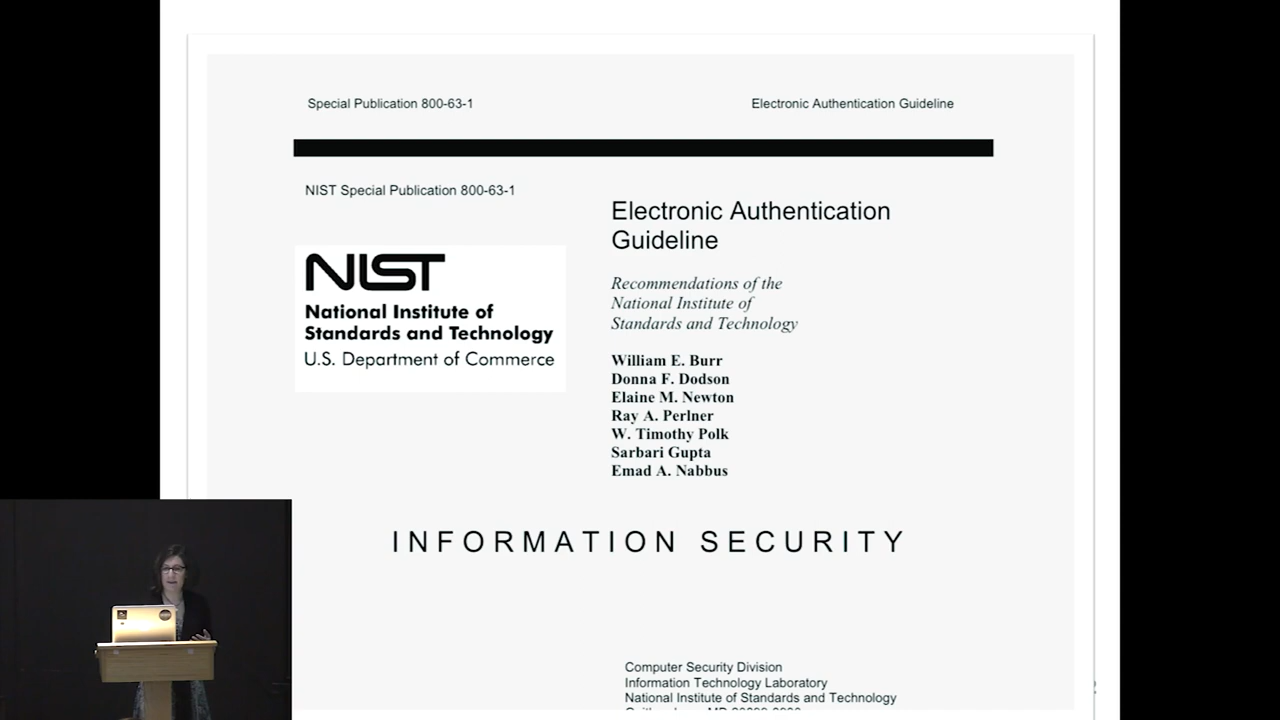 Special Publication 800-63-1
Electronic Authentication Guideline
NIST Special Publication 800-63-1
Electronic Authentication
Guideline
NIST
National Institute of
Standards and Technology
U.S. Department of Commerce
Recommendations of the
National Institute of
Standards and Technology
William E. Burr
Donna F. Dodson
Elaine M. Newton
Ray A. Perlner
W. Timothy Polk
Sarbari Gupta
Emad A. Nabbus
INFORMATION SECURITY
Computer Security Division
Information Technology Laboratory
National Institute of Standards and Technology